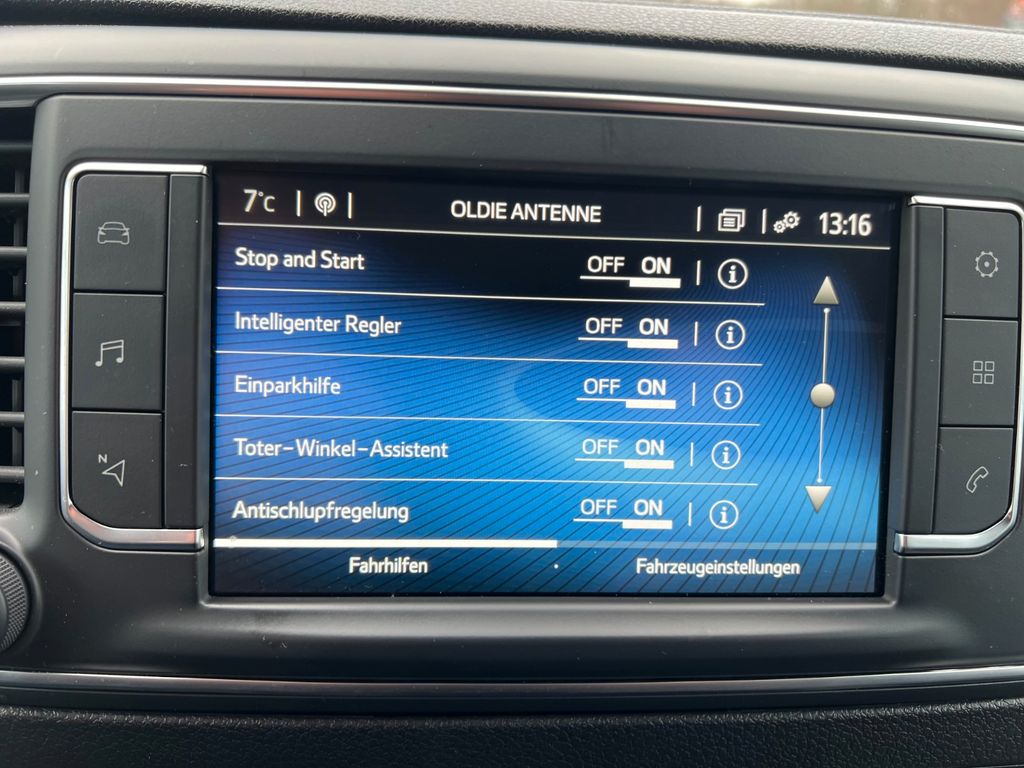 7°C OLDIE ANTENNE 13:16
Stop and Start OFF ON i
Intelligenter Regler OFF ON i
Einparkhilfe OFF ON i
Toter-Winkel-Assistent OFF ON i
Antischlupfregelung OFF ON i
Fahrhilfen Fahrzeugeinstellungen
N